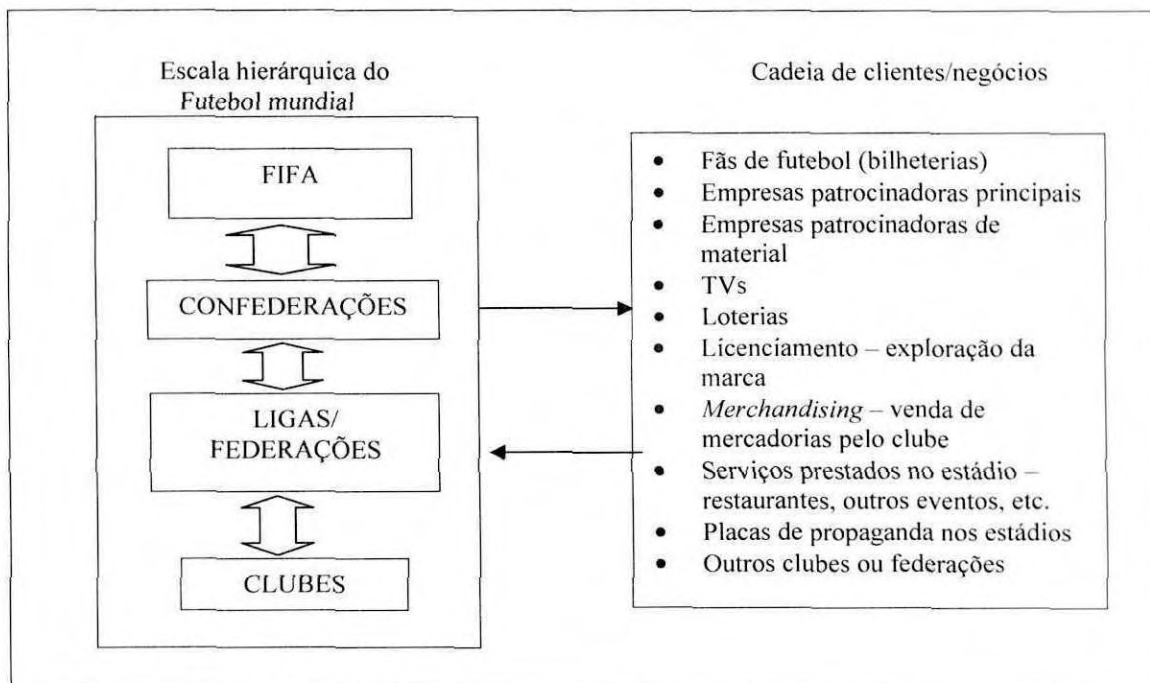 Escala hierárquica do
Futebol mundial
FIFA
CONFEDERAÇÕES
LIGAS/
FEDERAÇÕES
CLUBES
Cadeia de clientes/negócios
• Fãs de futebol (bilheterias)
• Empresas patrocinadoras principais
• Empresas patrocinadoras de
material
• TVs
• Loterias
• Licenciamento – exploração da
marca
• Merchandising – venda de
mercadorias pelo clube
• Serviços prestados no estádio –
restaurantes, outros eventos, etc.
• Placas de propaganda nos estádios
• Outros clubes ou federações